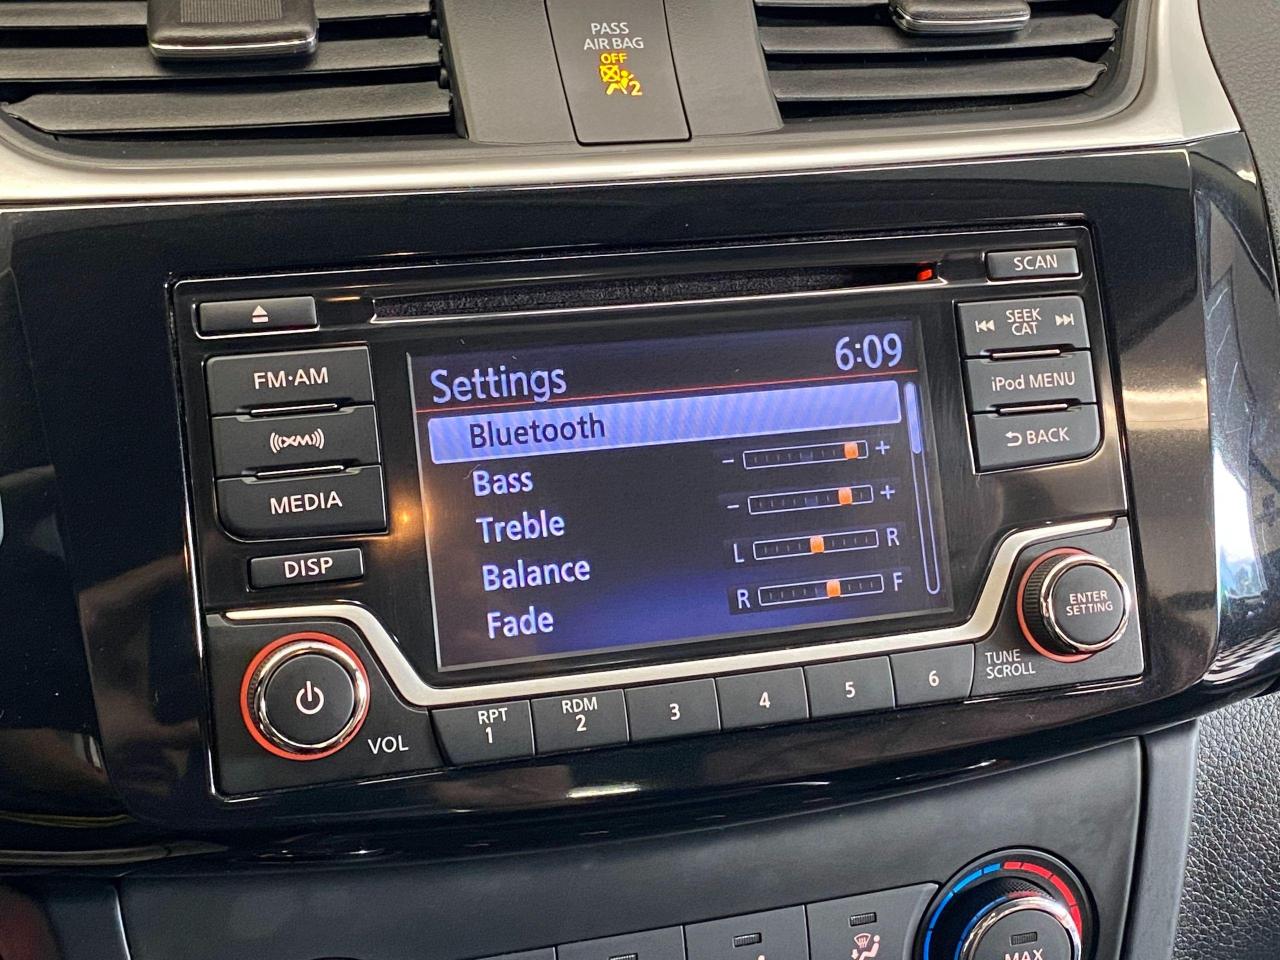 PASS
AIR BAG
OFF
2
SCAN
SEEK
CAT
FM·AM
iPod MENU
((XM))
BACK
MEDIA
DISP
Settings 6:09
Bluetooth
Bass - +
Treble - +
Balance L R
Fade R F
ENTER
SETTING
TUNE
SCROLL
VOL
RPT
1
RDM
2
3
4
5
6
MAX